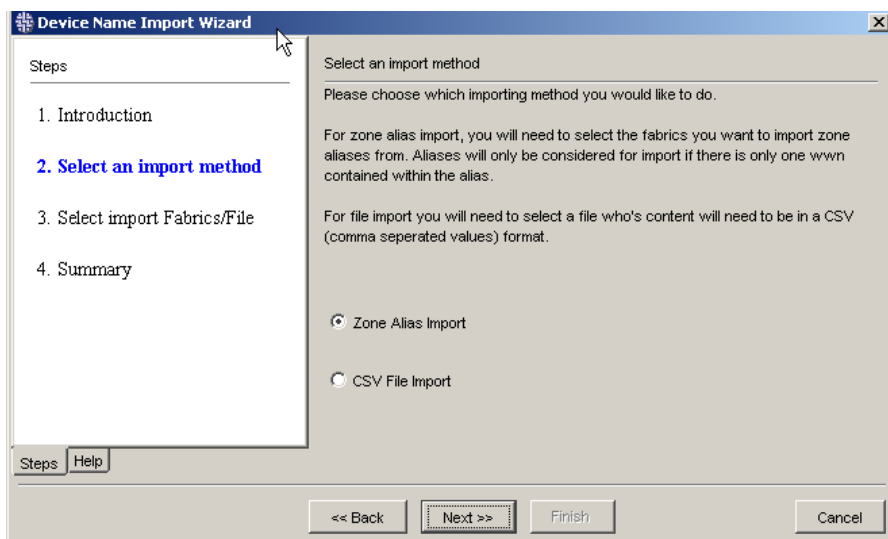 Device Name Import Wizard
Steps
1. Introduction
2. Select an import method
3. Select import Fabrics/File
4. Summary
Steps
Help
Select an import method
Please choose which importing method you would like to do.
For zone alias import, you will need to select the fabrics you want to import zone
aliases from. Aliases will only be considered for import if there is only one wwn
contained within the alias.
For file import you will need to select a file who's content will need to be in a CSV
(comma seperated values) format.
Zone Alias Import
CSV File Import
<< Back
Next >>
Finish
Cancel